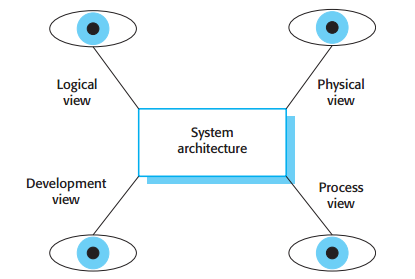 Logical
view
Physical
view
System
architecture
Development
view
Process
view